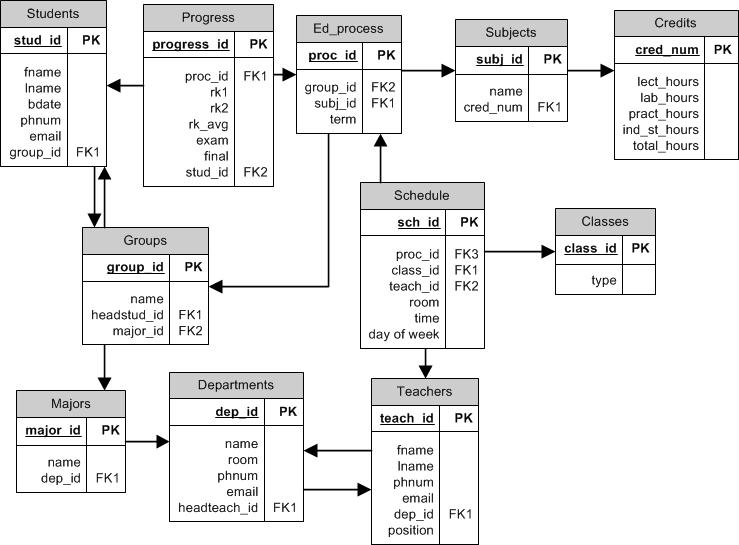 Students
stud_id PK
fname
lname
bdate
phnum
email
group_id FK1
Progress
progress_id PK
proc_id FK1
rk1
rk2
rk_avg
exam
final
stud_id FK2
Ed_process
proc_id PK
group_id FK2
subj_id FK1
term
Subjects
subj_id PK
name
cred_num FK1
Credits
cred_num PK
lect_hours
lab_hours
pract_hours
ind_st_hours
total_hours
Groups
group_id PK
name
headstud_id FK1
major_id FK2
Schedule
sch_id PK
proc_id FK3
class_id FK1
teach_id FK2
room
time
day of week
Classes
class_id PK
type
Majors
major_id PK
name
dep_id FK1
Departments
dep_id PK
name
room
phnum
email
headteach_id FK1
Teachers
teach_id PK
fname
lname
phnum
email
dep_id FK1
position